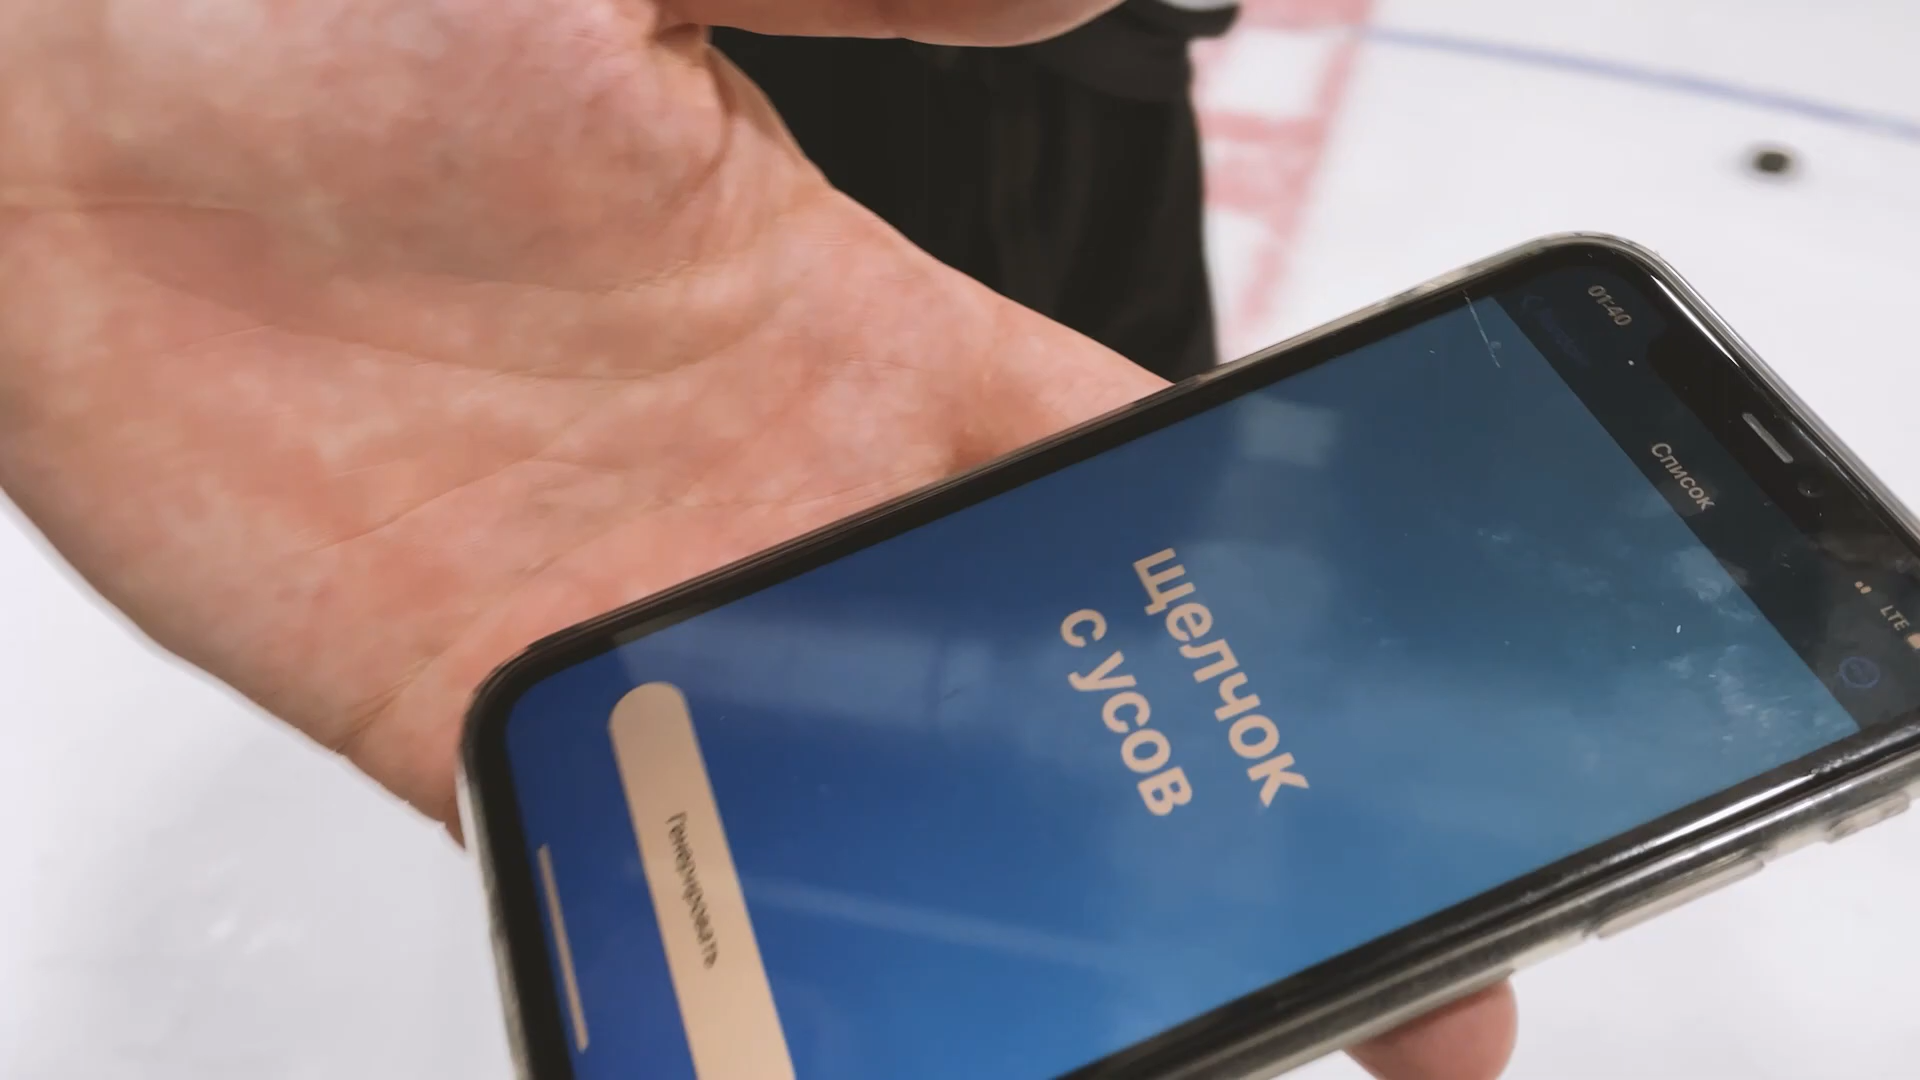 01:40
LTE
Список
щелчок
с усов
Генерировать